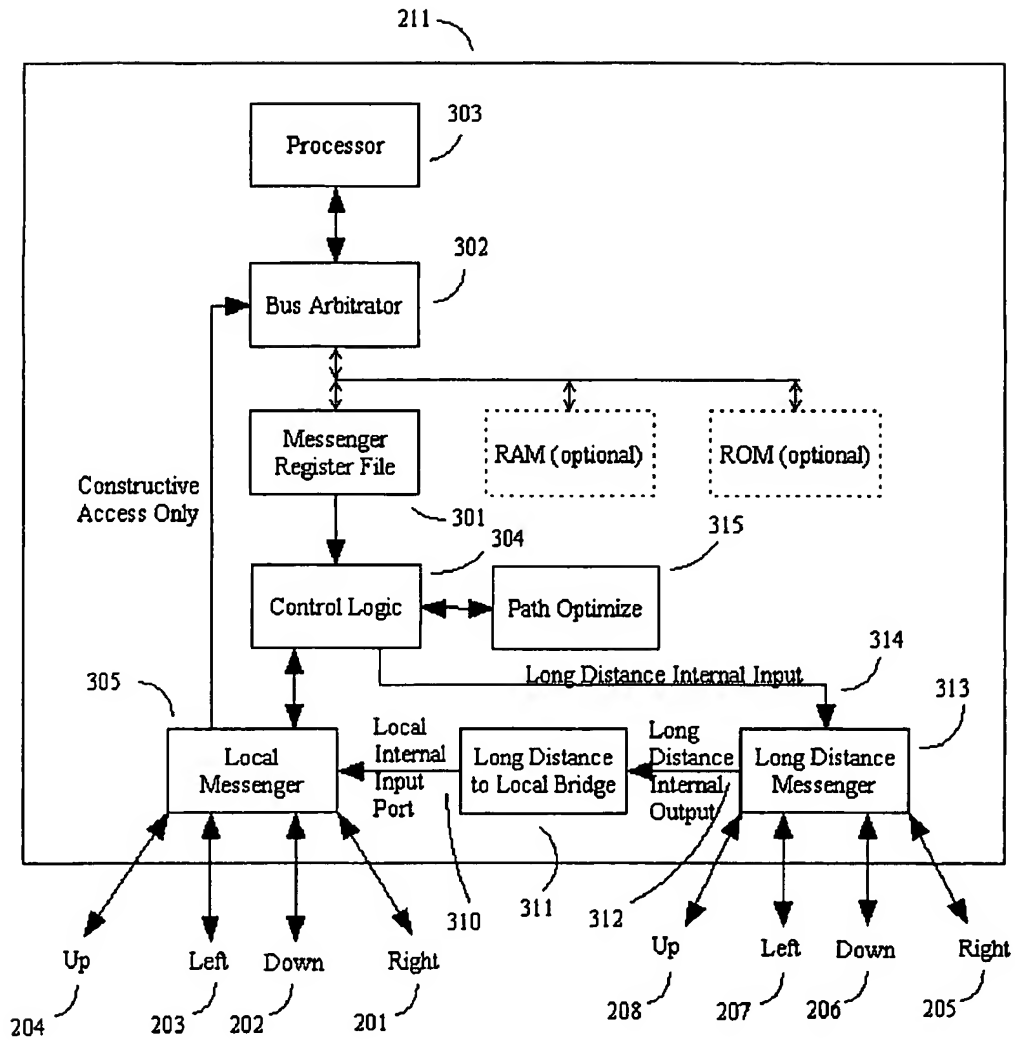 211
303
Processor
302
Bus Arbitrator
Messenger
Register File
RAM (optional)
ROM (optional)
Constructive
Access Only
301
304
315
Control Logic
Path Optimize
314
Long Distance Internal Input
305
313
Local
Messenger
Local
Internal
Input
Port
Long Distance
to Local Bridge
Long
Distance
Internal
Output
Long Distance
Messenger
310
311
312
Up
Left
Down
Right
Up
Left
Down
Right
204
203
202
201
208
207
206
205